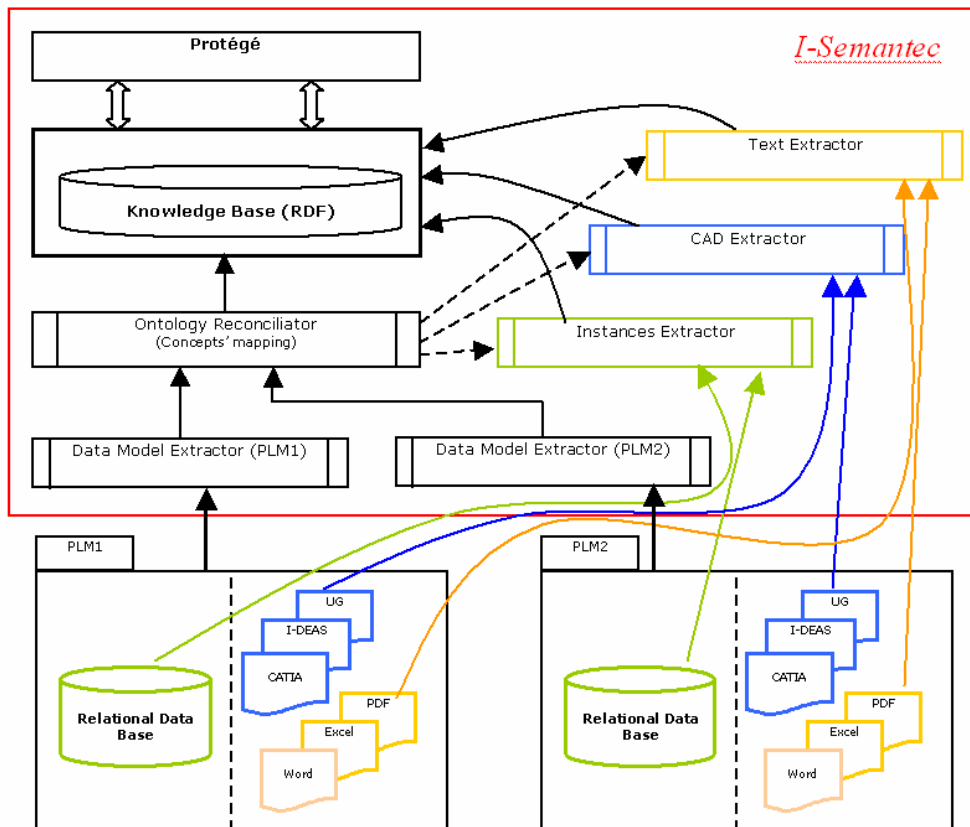 Protégé
I-Semantec
Text Extractor
Knowledge Base (RDF)
CAD Extractor
Ontology Reconciliator
(Concepts' mapping)
Instances Extractor
Data Model Extractor (PLM1)
Data Model Extractor (PLM2)
PLM1
UG
I-DEAS
CATIA
Relational Data
Base
PDF
Excel
Word
PLM2
UG
I-DEAS
CATIA
Relational Data
Base
PDF
Excel
Word